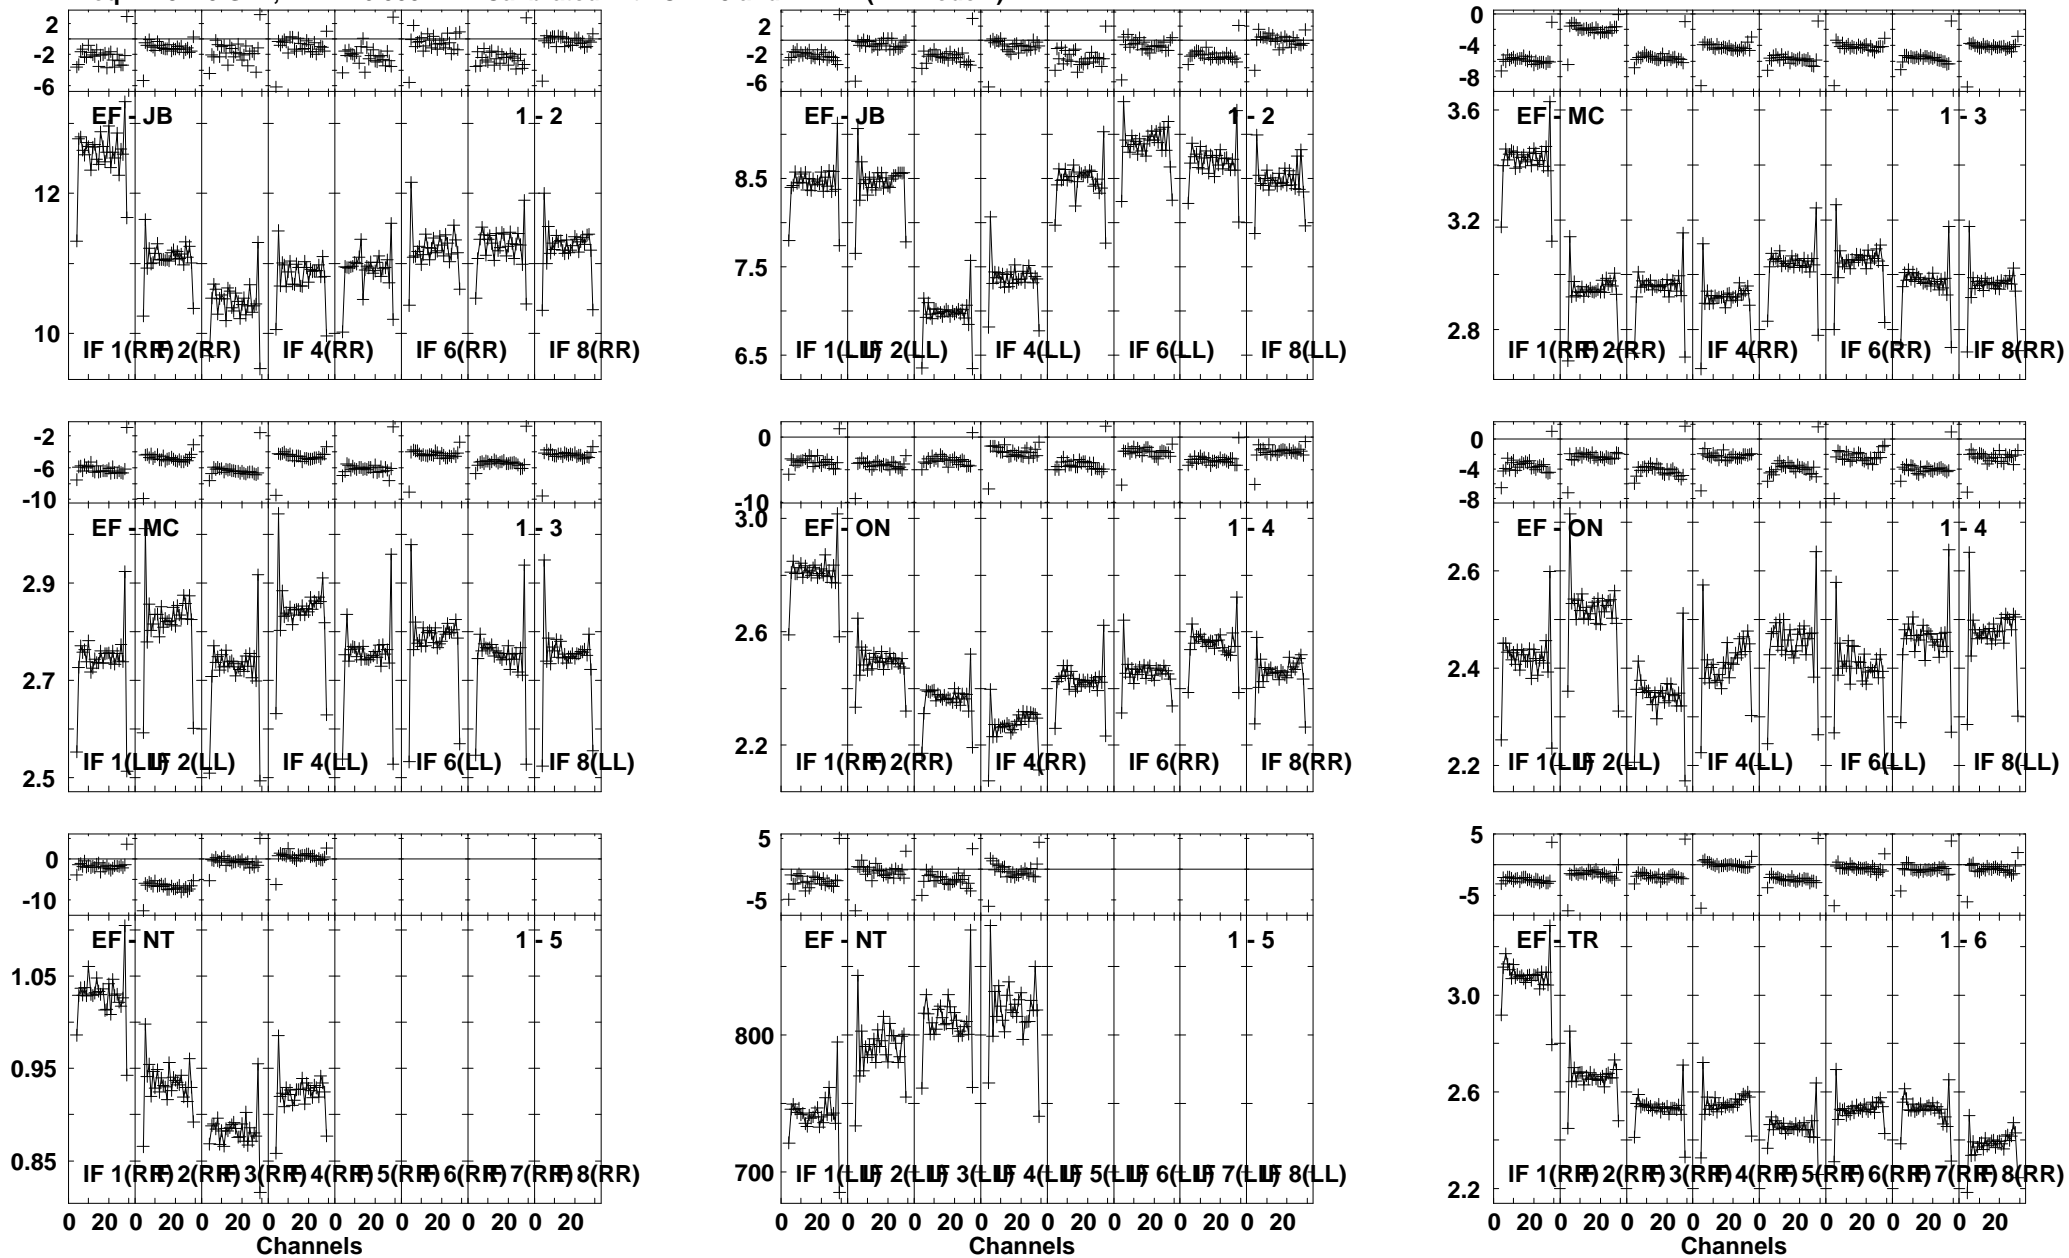 2 2 0
0 0
-2 -2 -4
-4 -4
-6 -6 -8
EF - JB 1 - 2 EF - JB 1 - 2 EF - MC 1 - 3
3.6
12 8.5
3.2
7.5
10 2.8
6.5
IF 1(RR) IF 2(RR) IF 4(RR) IF 6(RR) IF 8(RR) IF 1(LL) IF 2(LL) IF 4(LL) IF 6(LL) IF 8(LL) IF 1(RR) IF 2(RR) IF 4(RR) IF 6(RR) IF 8(RR)
-2 0 0
-6 -4
-10 -10 -8
EF - MC 1 - 3 EF - ON 1 - 4 EF - ON 1 - 4
3.0
2.9 2.6 2.6
2.7 2.4
2.5 2.2 2.2
IF 1(LL) IF 2(LL) IF 4(LL) IF 6(LL) IF 8(LL) IF 1(RR) IF 2(RR) IF 4(RR) IF 6(RR) IF 8(RR) IF 1(LL) IF 2(LL) IF 4(LL) IF 6(LL) IF 8(LL)
0 5 5
-10 -5 -5
EF - NT 1 - 5 EF - NT 1 - 5 EF - TR 1 - 6
1.05 3.0
0.95 800 2.6
0.85 700 2.2
IF 1(RR) IF 2(RR) IF 3(RR) IF 4(RR) IF 5(RR) IF 6(RR) IF 7(RR) IF 8(RR) IF 1(LL) IF 2(LL) IF 3(LL) IF 4(LL) IF 5(LL) IF 6(LL) IF 7(LL) IF 8(LL) IF 1(RR) IF 2(RR) IF 3(RR) IF 4(RR) IF 5(RR) IF 6(RR) IF 7(RR) IF 8(RR)
0 20 0 20 0 20 0 20 0 20 0 20 0 20 0 20 0 20 0 20 0 20 0 20 0 20 0 20 0 20 0 20 0 20 0 20 0 20 0 20 0 20 0 20 0 20 0 20
Channels Channels